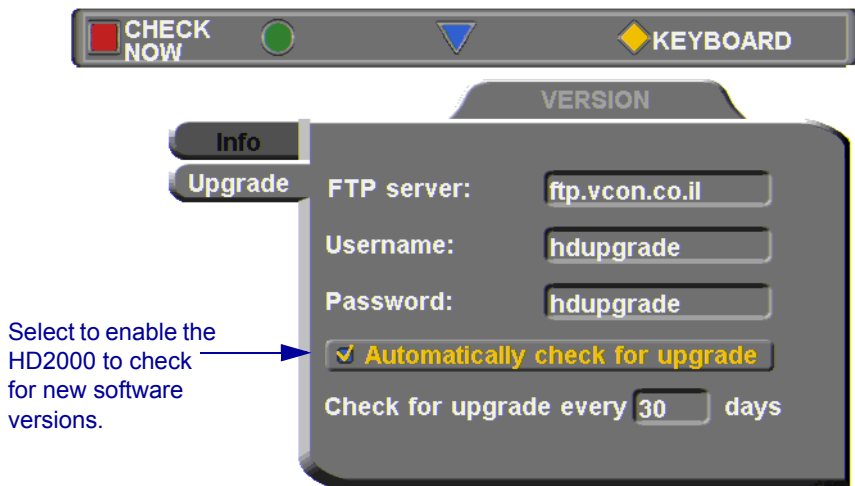 CHECK
NOW
KEYBOARD
VERSION
Info
Upgrade
FTP server: ftp.vcon.co.il
Username: hdupgrade
Password: hdupgrade
Automatically check for upgrade
Check for upgrade every 30 days
Select to enable the
HD2000 to check
for new software
versions.